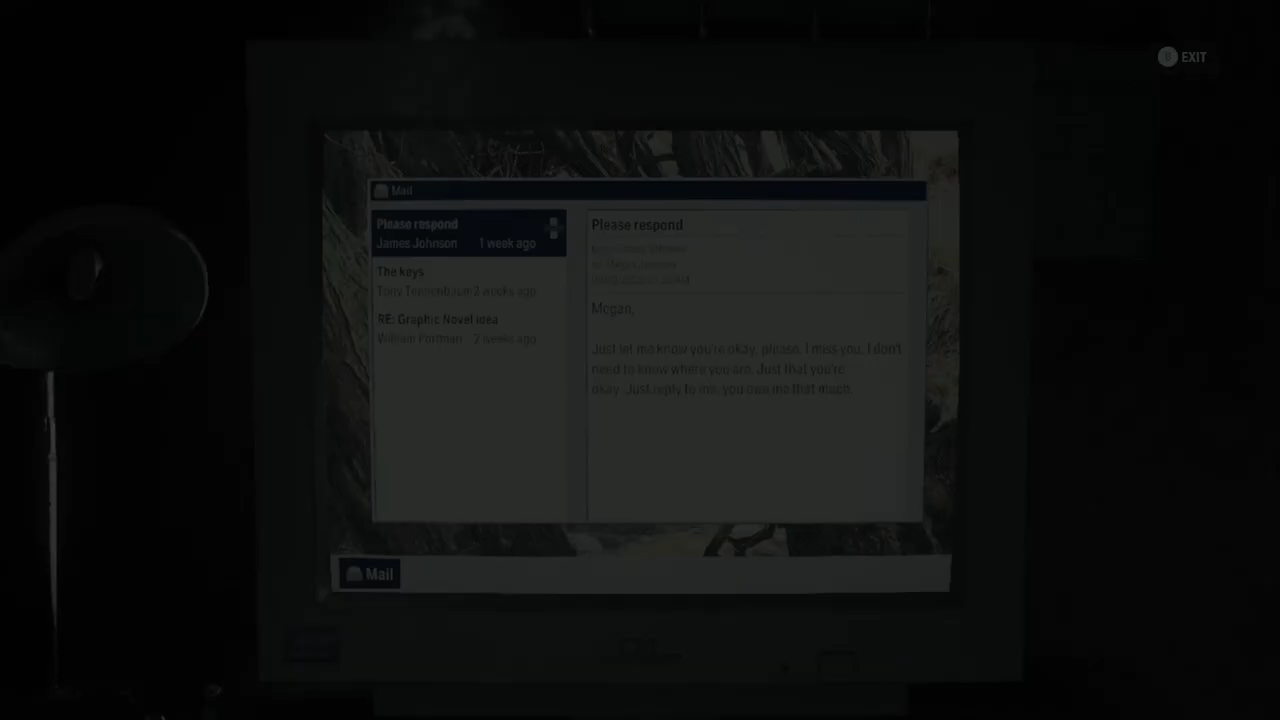 EXIT
Mail
Please respond
James Johnson 1 week ago
The keys
Tony Tannenbaum 2 weeks ago
RE: Graphic Novel idea
William Portman 2 weeks ago
Please respond
Megan,
Just let me know you're okay, please. I miss you. I don't
need to know where you are. Just that you're
okay. Just reply to me, you owe me that much.
Mail